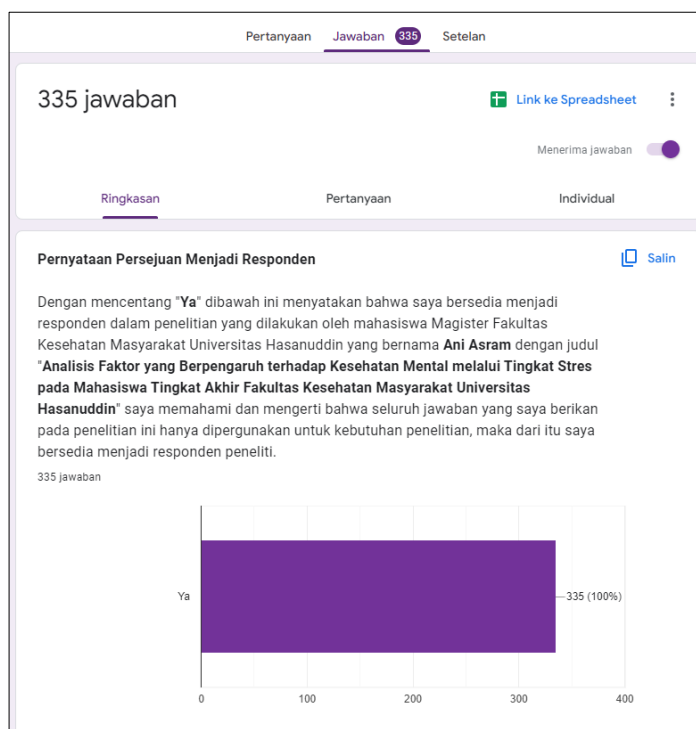 Pertanyaan Jawaban 335 Setelan
335 jawaban
Link ke Spreadsheet
Menerima jawaban
Ringkasan Pertanyaan Individual
Pernyataan Persejuan Menjadi Responden
Salin
Dengan mencentang "Ya" dibawah ini menyatakan bahwa saya bersedia menjadi
responden dalam penelitian yang dilakukan oleh mahasiswa Magister Fakultas
Kesehatan Masyarakat Universitas Hasanuddin yang bernama Ani Asram dengan judul
"Analisis Faktor yang Berpengaruh terhadap Kesehatan Mental melalui Tingkat Stres
pada Mahasiswa Tingkat Akhir Fakultas Kesehatan Masyarakat Universitas
Hasanuddin" saya memahami dan mengerti bahwa seluruh jawaban yang saya berikan
pada penelitian ini hanya dipergunakan untuk kebutuhan penelitian, maka dari itu saya
bersedia menjadi responden peneliti.
335 jawaban
Ya
335 (100%)
0 100 200 300 400